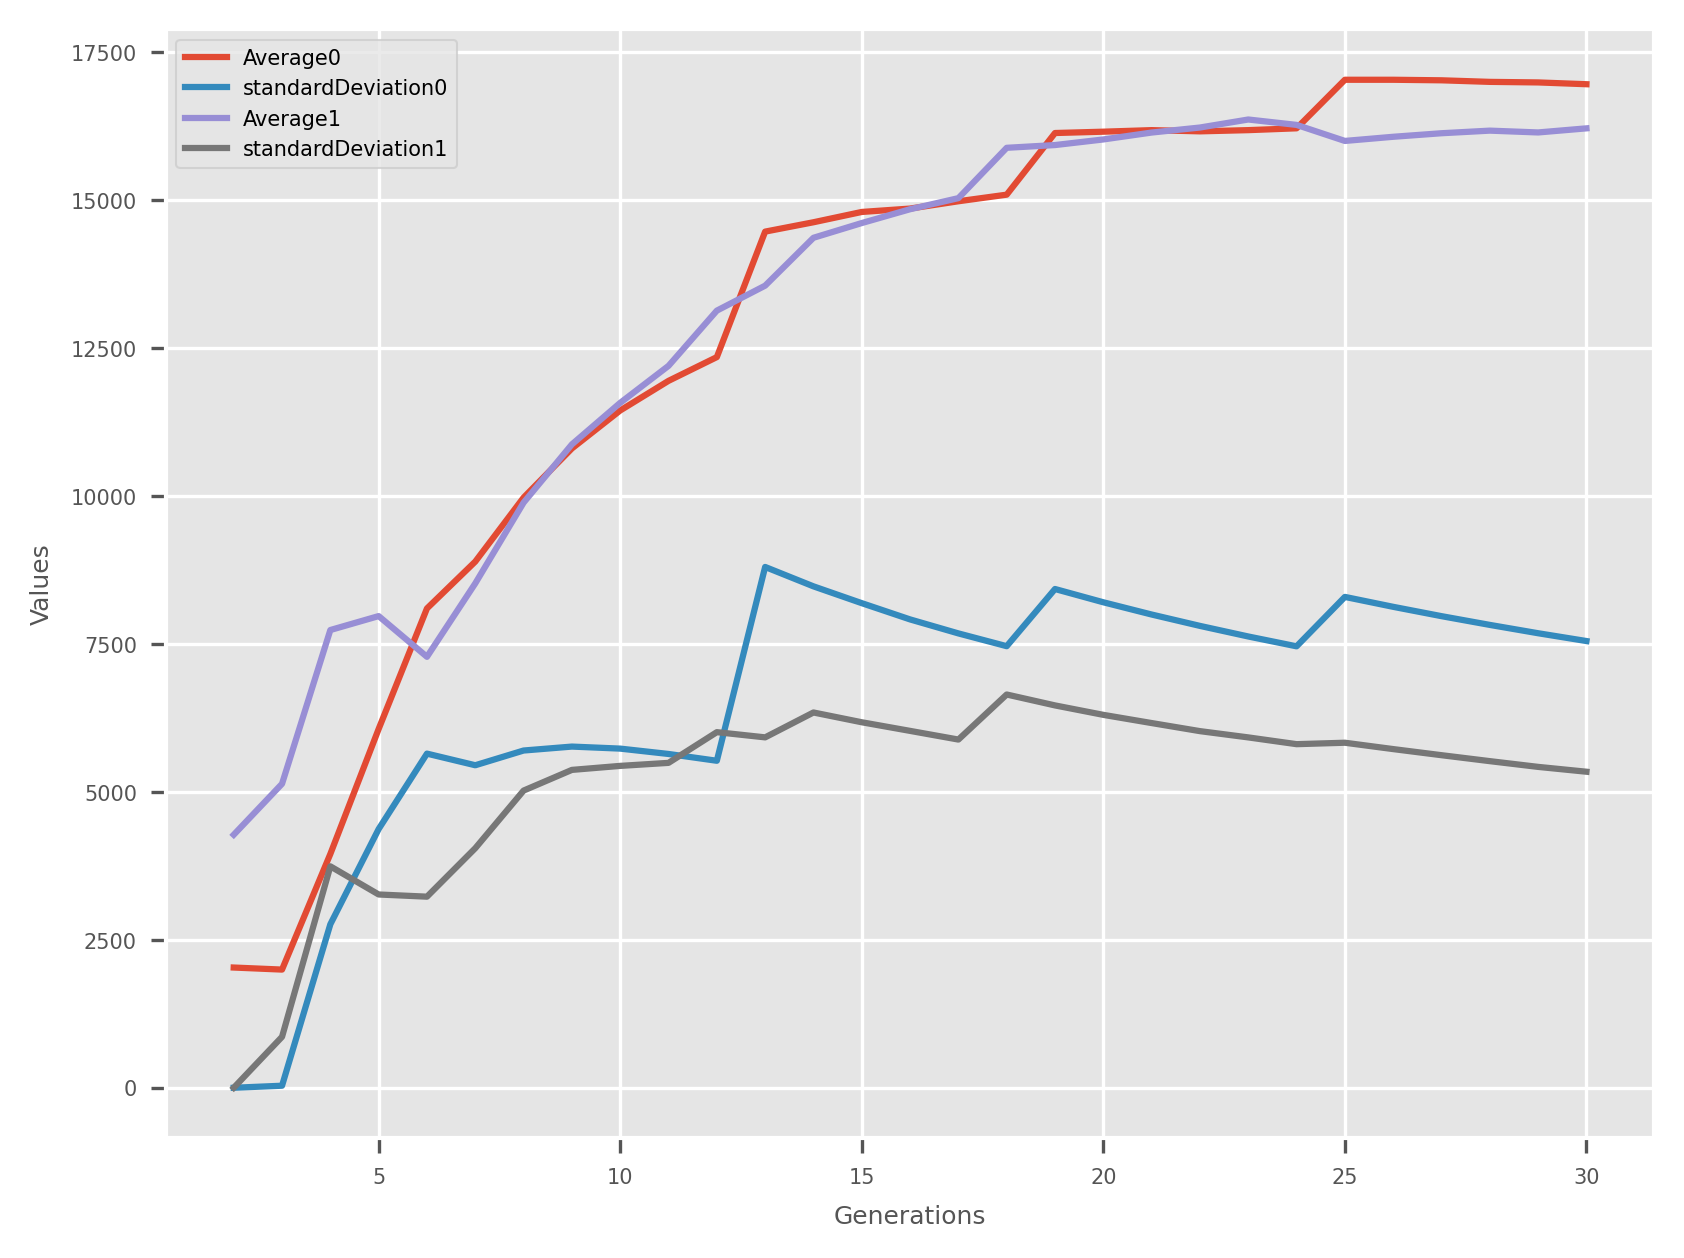 Average0
standardDeviation0
Average1
standardDeviation1
17500
15000
12500
10000
7500
5000
2500
0
Values
5 10 15 20 25 30
Generations